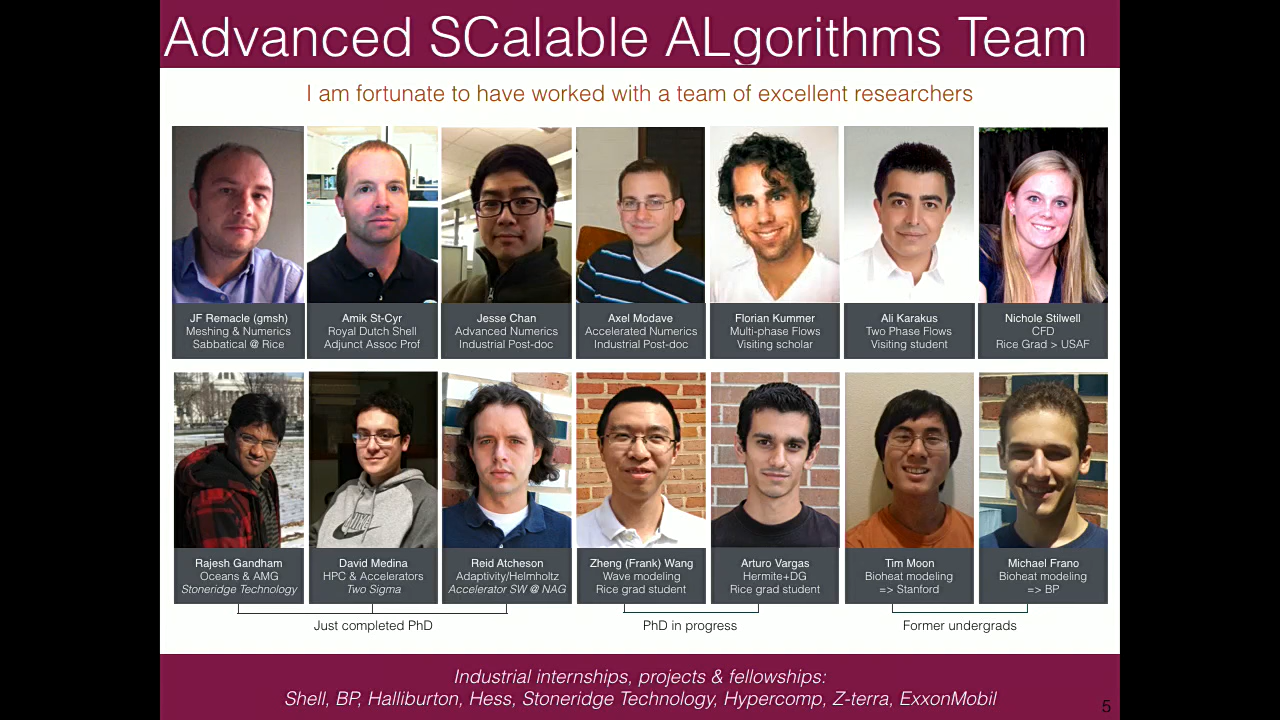 Advanced SCalable ALgorithms Team
I am fortunate to have worked with a team of excellent researchers
JF Remacle (gmsh)
Meshing & Numerics
Sabbatical @ Rice
Amik St-Cyr
Royal Dutch Shell
Adjunct Assoc Prof
Jesse Chan
Advanced Numerics
Industrial Post-doc
Axel Modave
Accelerated Numerics
Industrial Post-doc
Florian Kummer
Multi-phase Flows
Visiting scholar
Ali Karakus
Two Phase Flows
Visiting student
Nichole Stilwell
CFD
Rice Grad > USAF
Rajesh Gandham
Oceans & AMG
Stoneridge Technology
David Medina
HPC & Accelerators
Two Sigma
Reid Atcheson
Adaptivity/Helmholtz
Accelerator SW @ NAG
Zheng (Frank) Wang
Wave modeling
Rice grad student
Arturo Vargas
Hermite+DG
Rice grad student
Tim Moon
Bioheat modeling
=> Stanford
Michael Frano
Bioheat modeling
=> BP
Just completed PhD
PhD in progress
Former undergrads
Industrial internships, projects & fellowships:
Shell, BP, Halliburton, Hess, Stoneridge Technology, Hypercomp, Z-terra, ExxonMobil
5